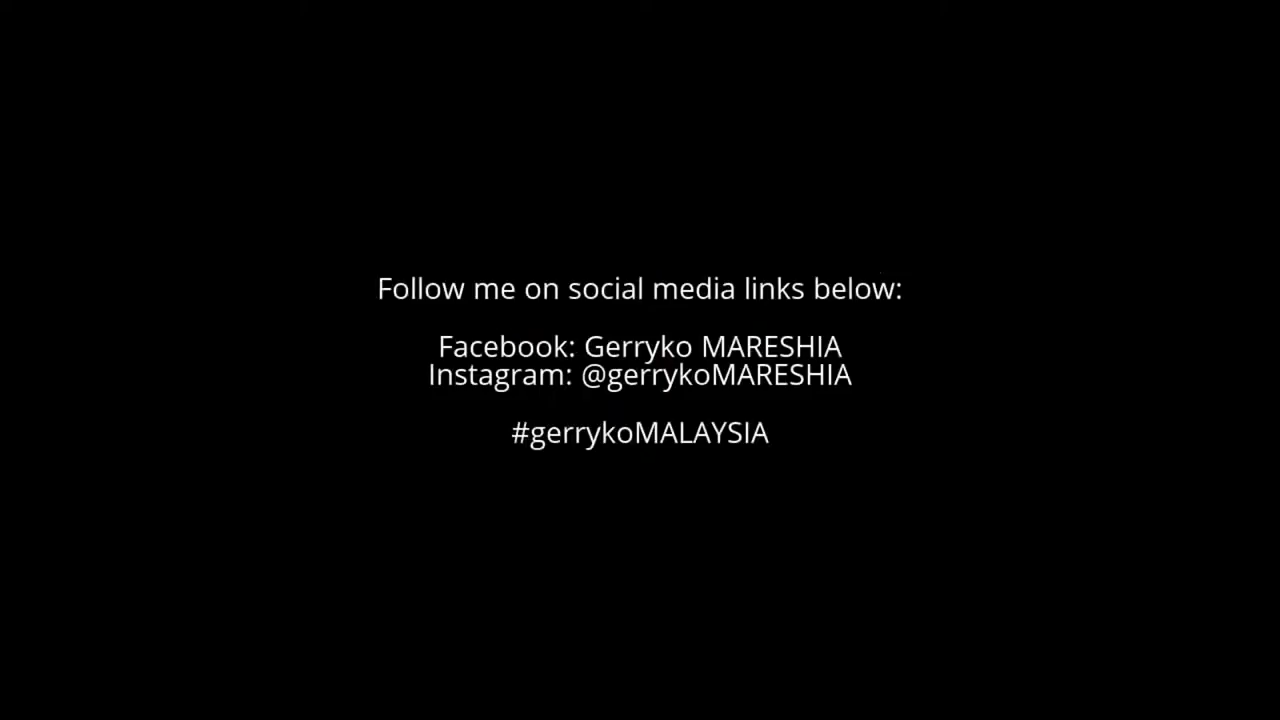 Follow me on social media links below:
Facebook: Gerryko MARESHIA
Instagram: @gerrykoMARESHIA
#gerrykoMALAYSIA